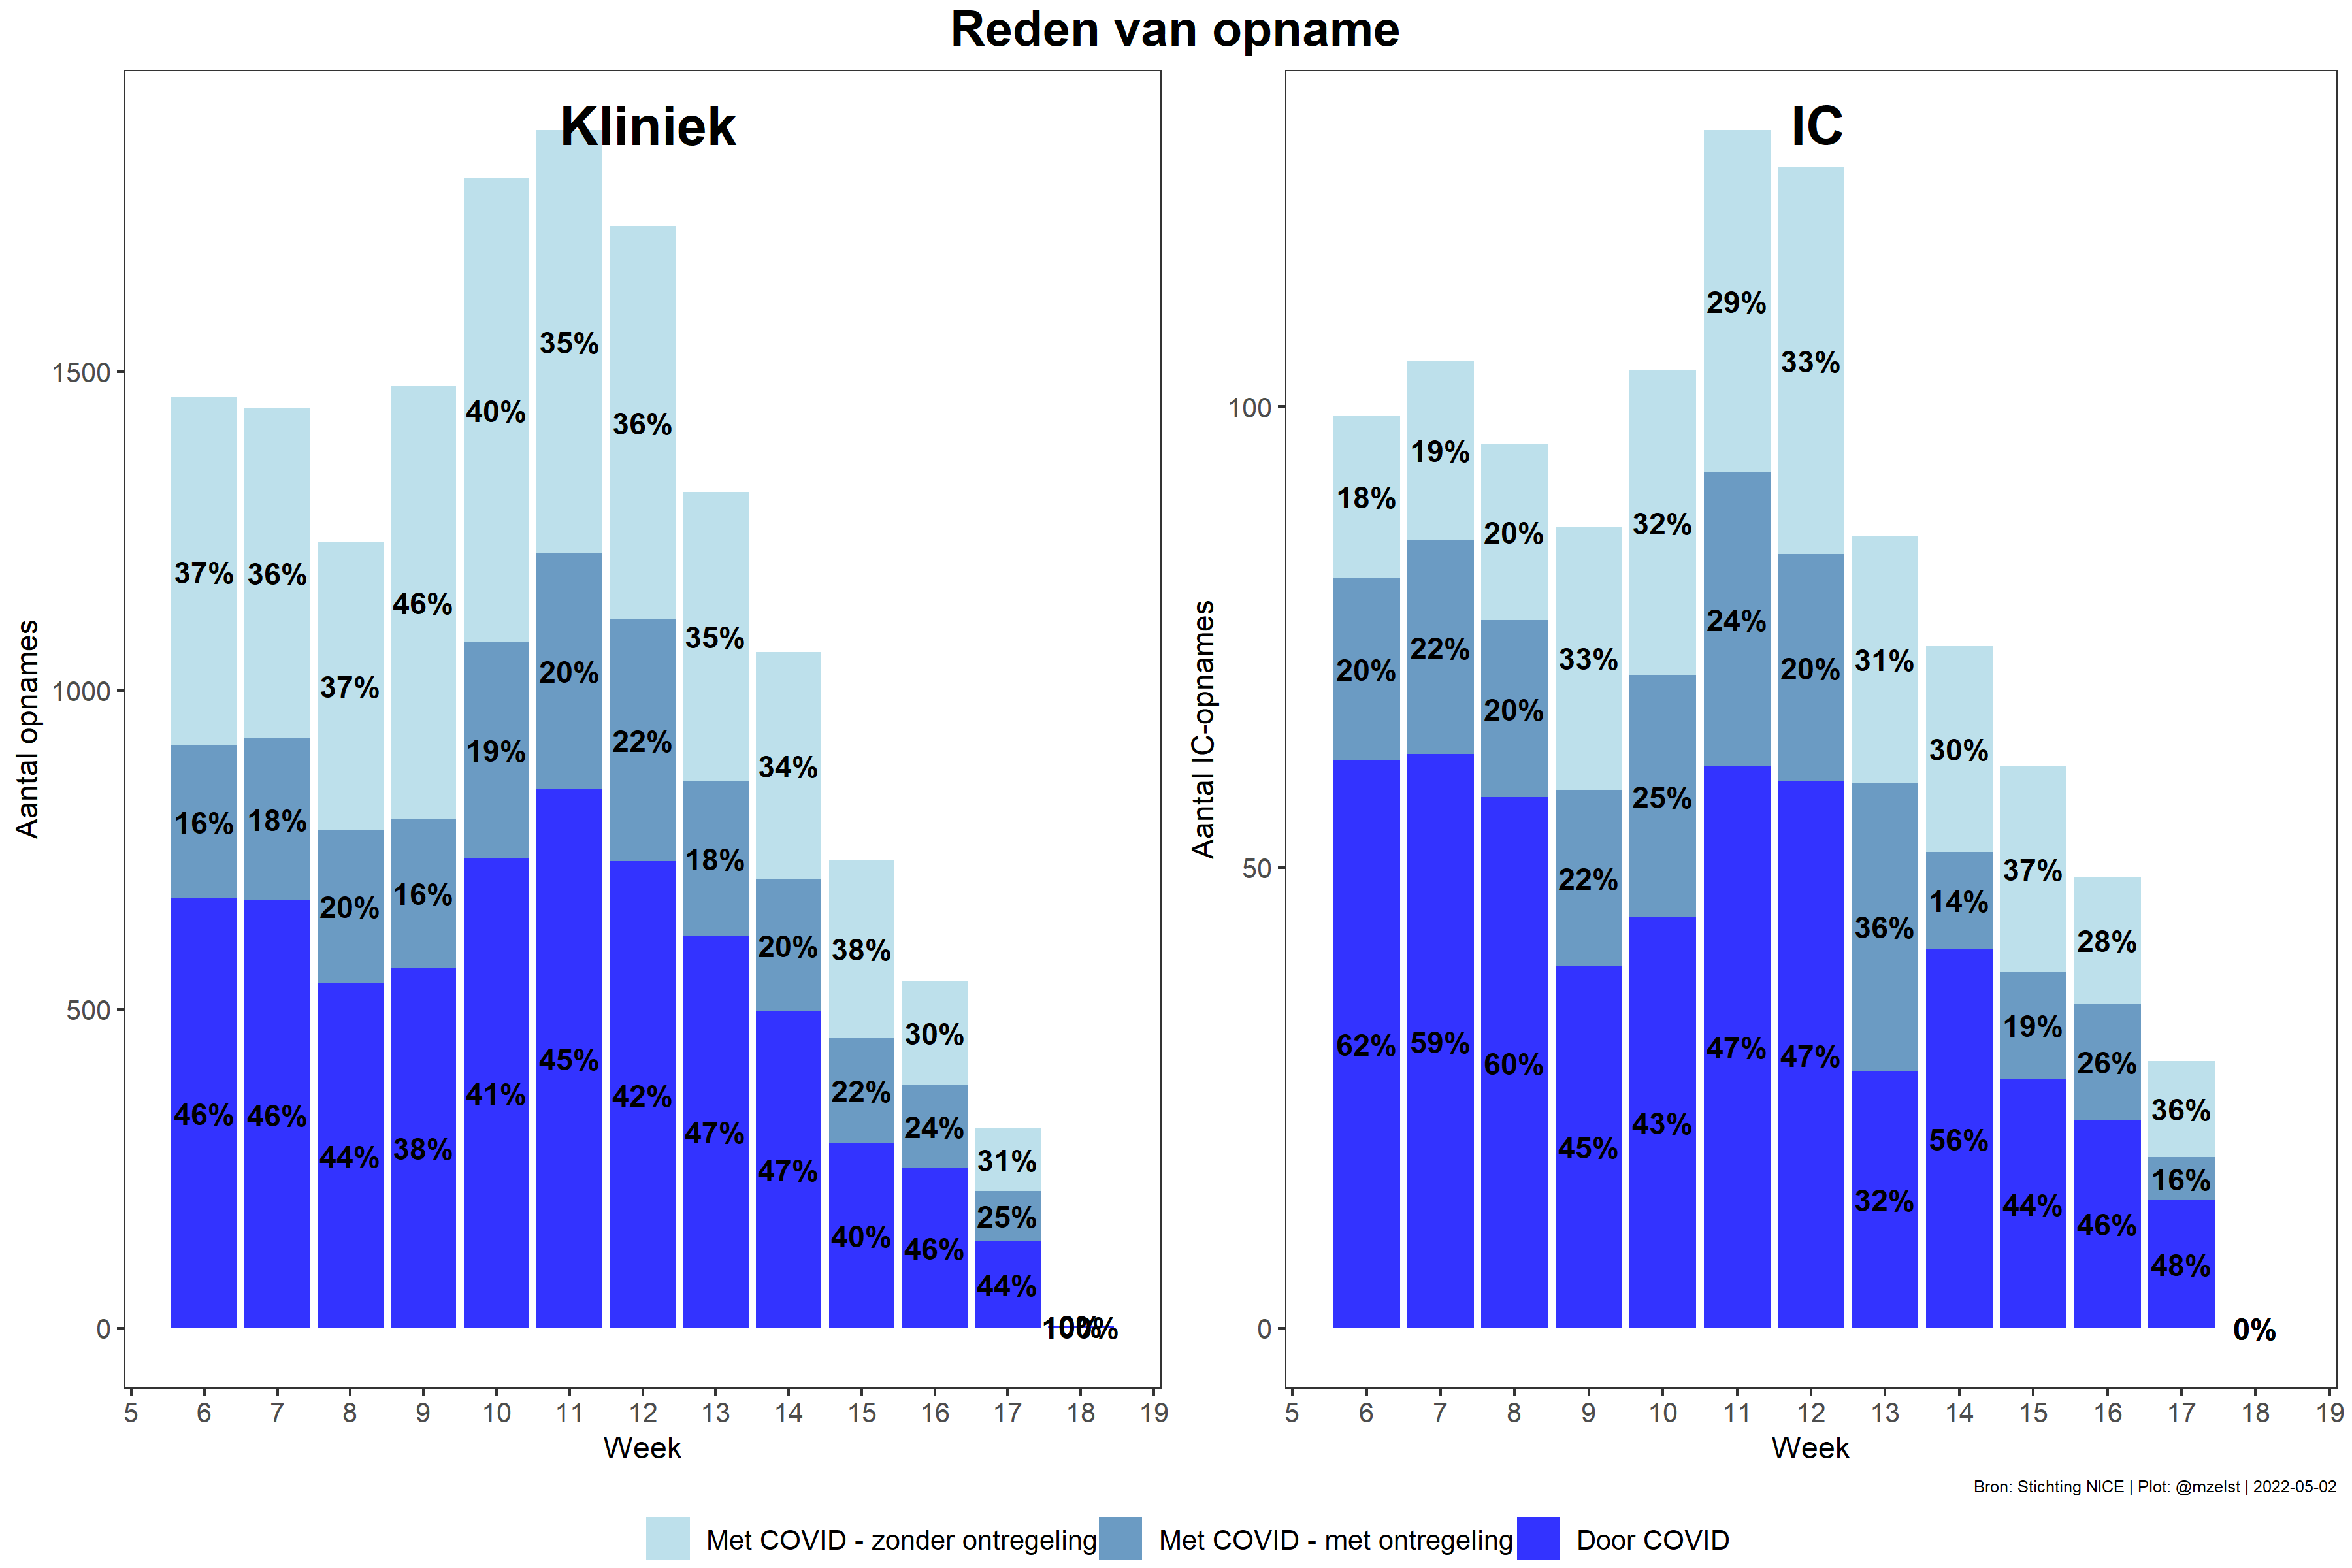 Reden van opname
Kliniek
Aantal opnames
1500
1000
500
0
37% 36% 37% 46% 40% 35% 36% 35% 34% 38% 30% 31%
16% 18% 20% 16% 19% 20% 22% 18% 20% 22% 24% 25%
46% 46% 44% 38% 41% 45% 42% 47% 47% 40% 46% 44%
5 6 7 8 9 10 11 12 13 14 15 16 17 18 19
Week
IC
Aantal IC-opnames
100
50
0
18% 19% 20% 33% 32% 29% 33% 31% 30% 37% 28% 36%
20% 22% 20% 22% 25% 24% 20% 36% 14% 19% 26% 16%
62% 59% 60% 45% 43% 47% 47% 32% 56% 44% 46% 48% 0%
5 6 7 8 9 10 11 12 13 14 15 16 17 18 19
Week
Bron: Stichting NICE | Plot: @mzelst | 2022-05-02
Met COVID - zonder ontregeling Met COVID - met ontregeling Door COVID